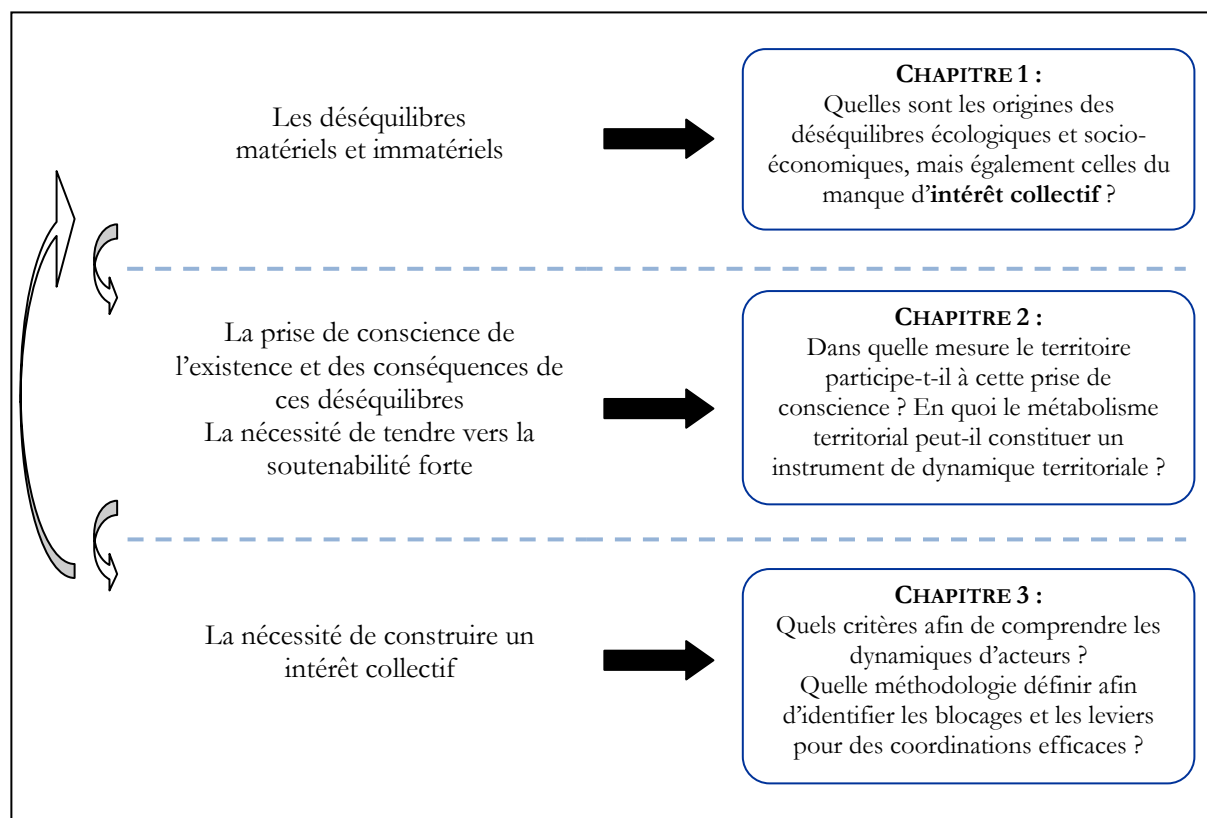 Les déséquilibres
matériels et immatériels
CHAPITRE 1 :
Quelles sont les origines des
déséquilibres écologiques et socio-
économiques, mais également celles du
manque d’intérêt collectif ?
La prise de conscience de
l’existence et des conséquences de
ces déséquilibres
La nécessité de tendre vers la
soutenabilité forte
CHAPITRE 2 :
Dans quelle mesure le territoire
participe-t-il à cette prise de
conscience ? En quoi le métabolisme
territorial peut-il constituer un
instrument de dynamique territoriale ?
La nécessité de construire un
intérêt collectif
CHAPITRE 3 :
Quels critères afin de comprendre les
dynamiques d’acteurs ?
Quelle méthodologie définir afin
d’identifier les blocages et les leviers
pour des coordinations efficaces ?